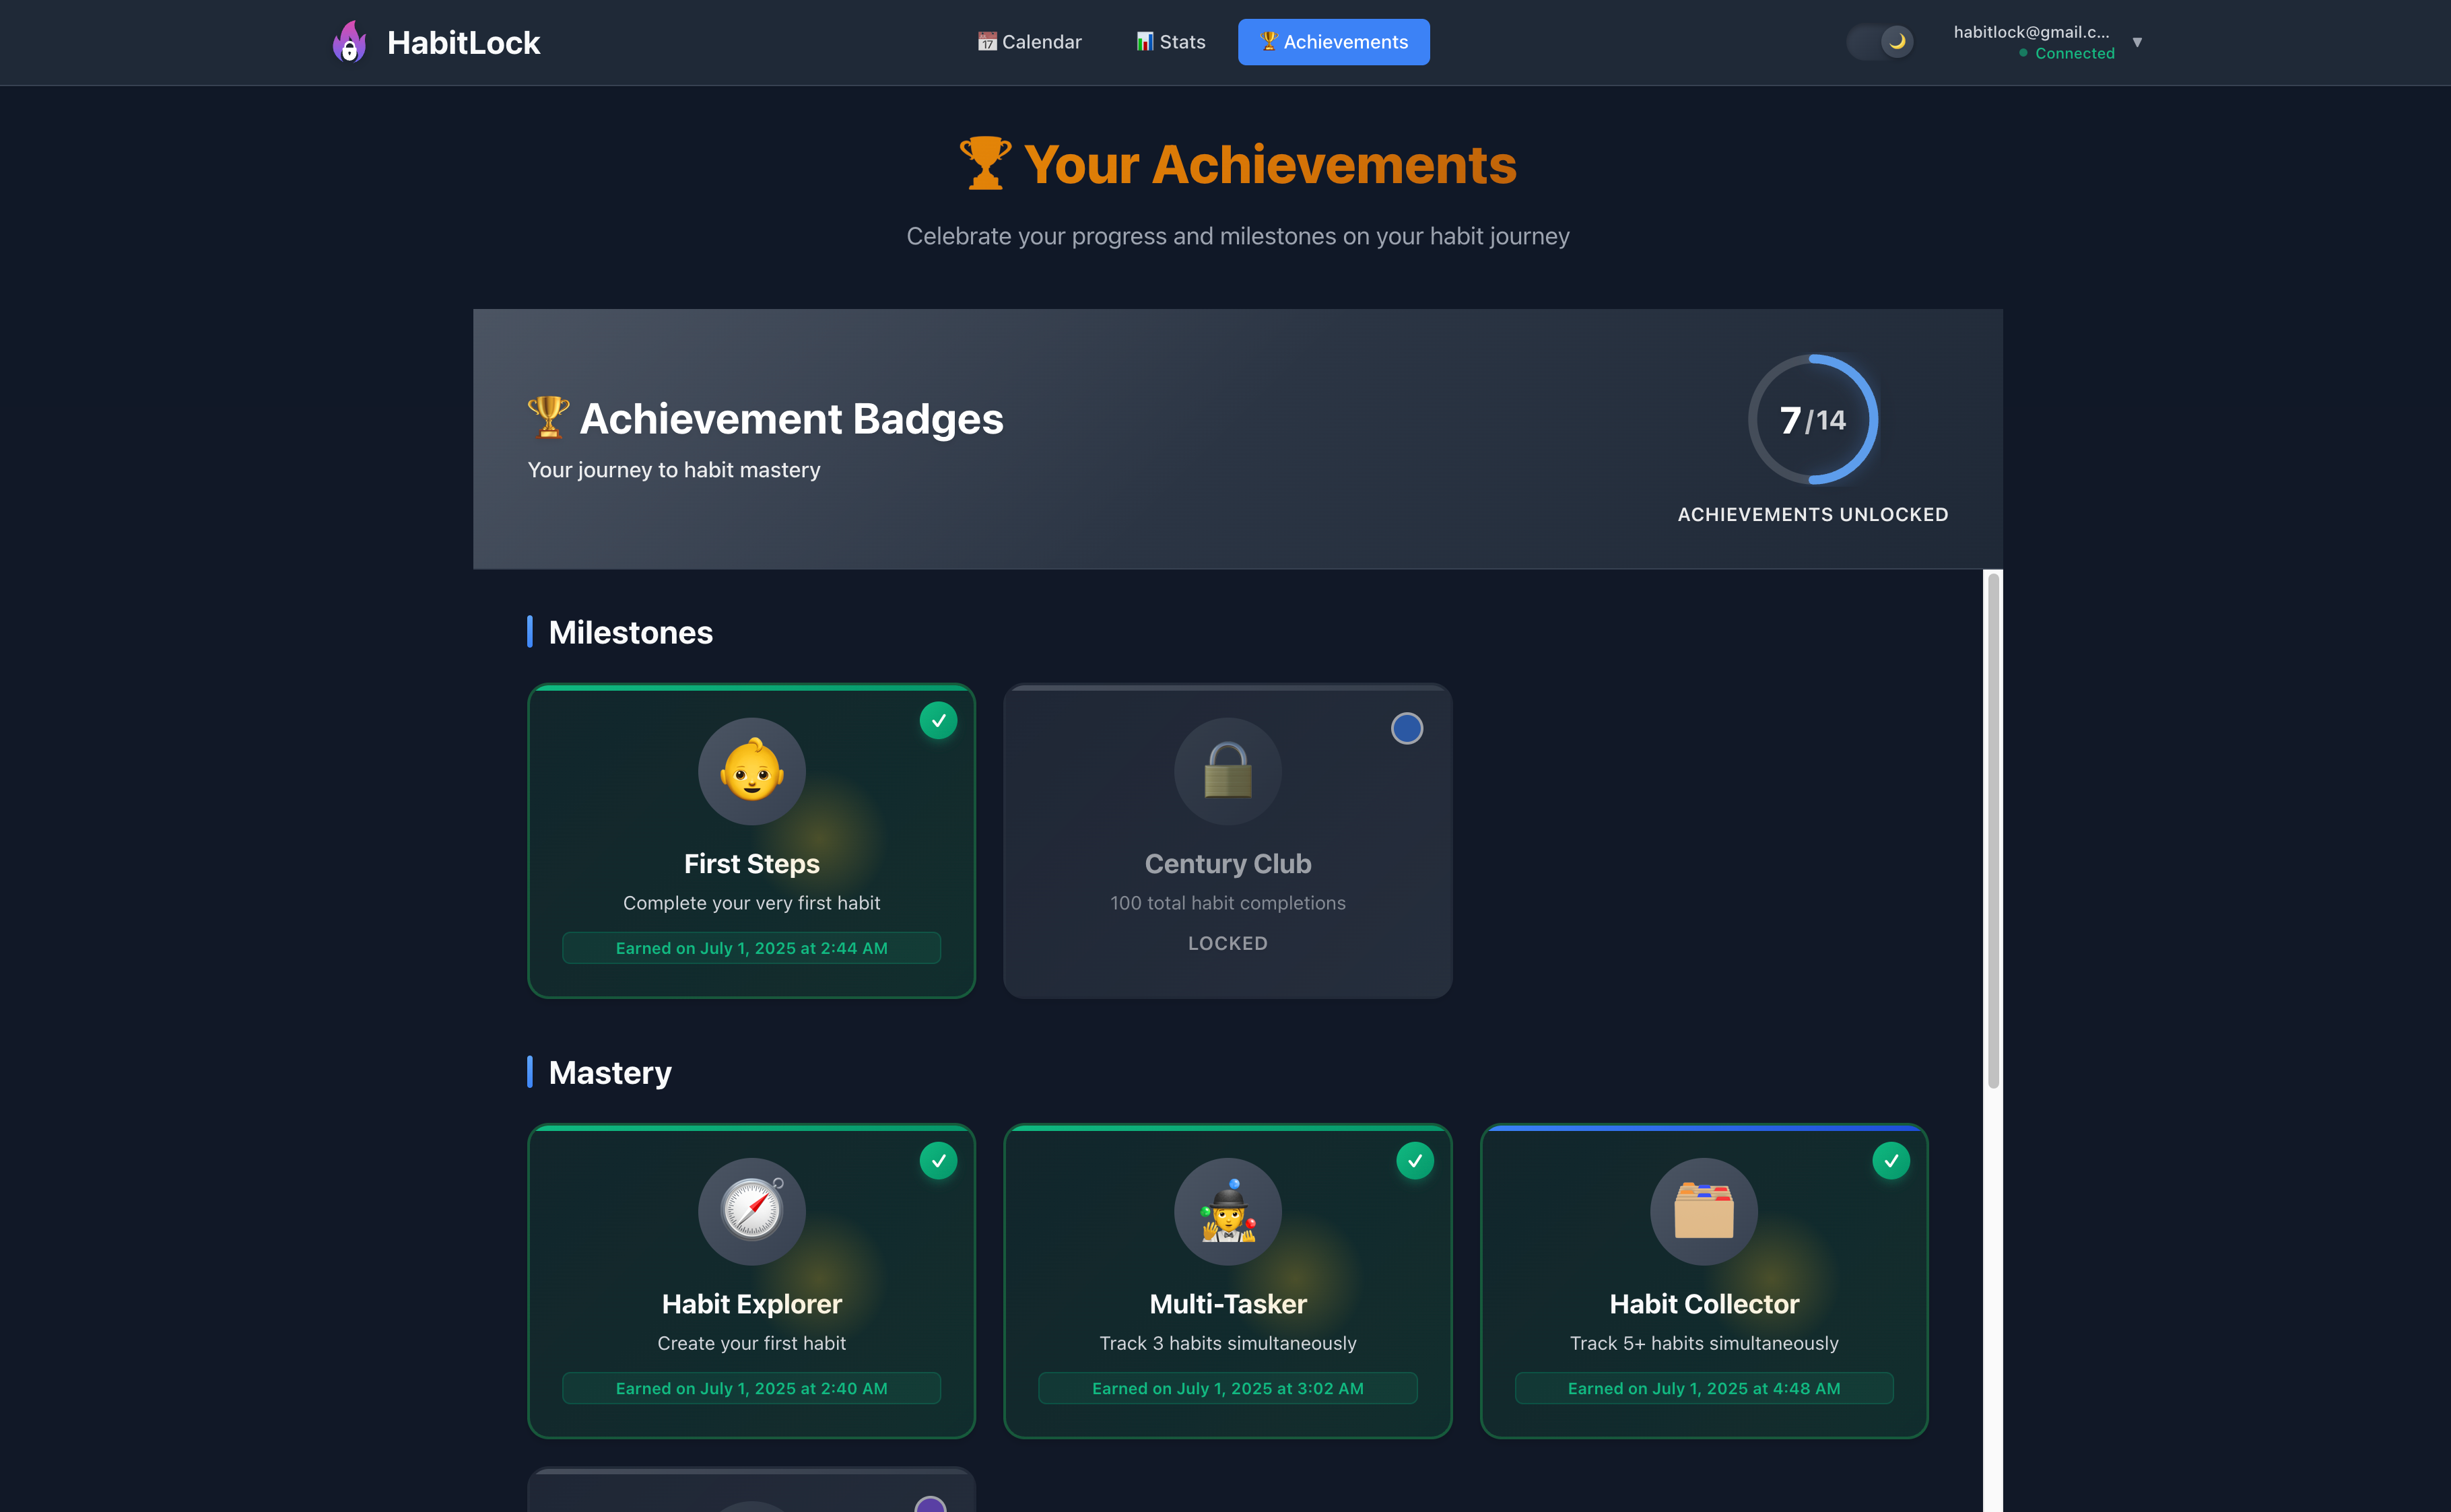 HabitLock
Calendar
Stats
Achievements
habitlock@gmail.c...
Connected
Your Achievements
Celebrate your progress and milestones on your habit journey
Achievement Badges
Your journey to habit mastery
7/14
ACHIEVEMENTS UNLOCKED
Milestones
First Steps
Complete your very first habit
Earned on July 1, 2025 at 2:44 AM
Century Club
100 total habit completions
LOCKED
Mastery
Habit Explorer
Create your first habit
Earned on July 1, 2025 at 2:40 AM
Multi-Tasker
Track 3 habits simultaneously
Earned on July 1, 2025 at 3:02 AM
Habit Collector
Track 5+ habits simultaneously
Earned on July 1, 2025 at 4:48 AM